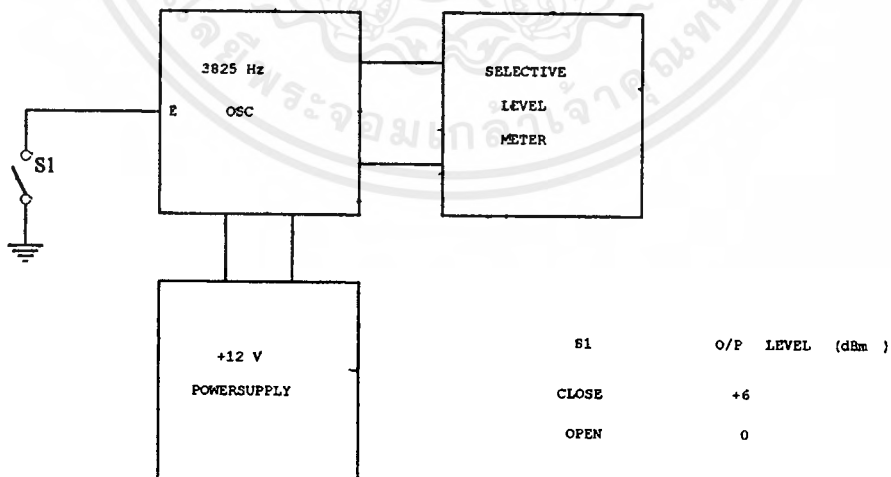 3825 Hz
E OSC
SELECTIVE
LEVEL
METER
S1
+12 V
POWERSUPPLY
S1 O/P LEVEL (dBm )
CLOSE +6
OPEN 0